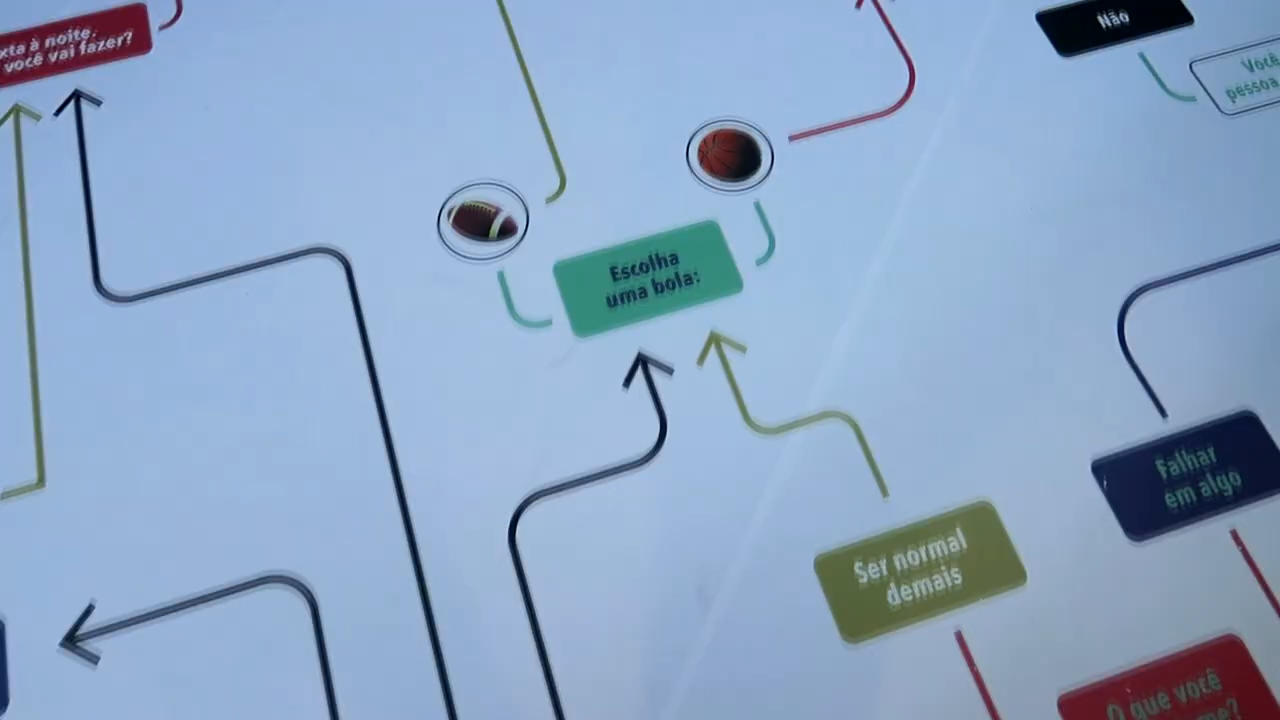 xta à noite.
você vai fazer?
Não
Você
pessoa
Escolha
uma bola:
Falhar
em algo
Ser normal
demais
O que você